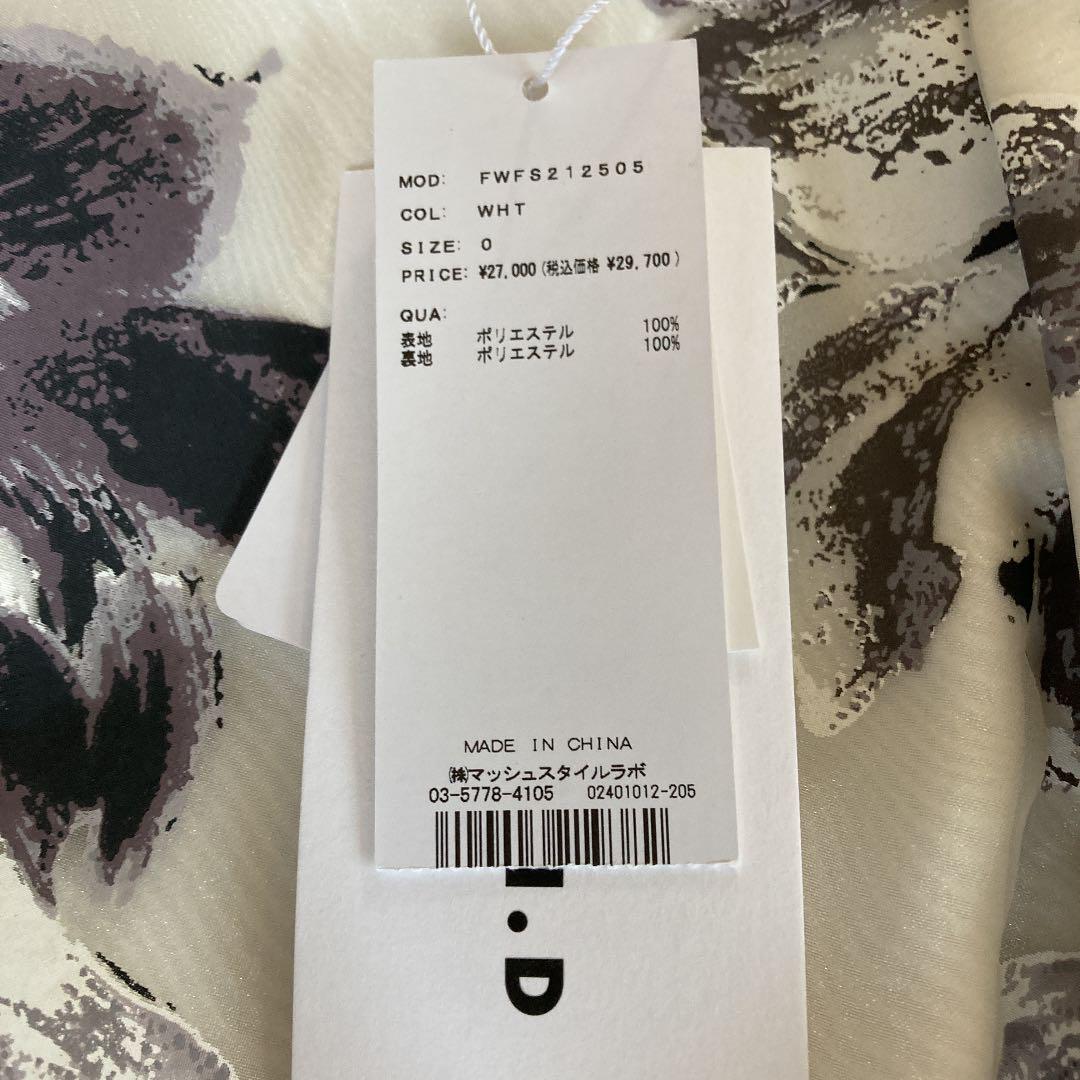 MOD: FWFS212505
COL: WHT
SIZE: 0
PRICE: ¥27,000(税込価格 ¥29,700)
QUA:
表地 ポリエステル 100%
裏地 ポリエステル 100%
MADE IN CHINA
㈱マッシュスタイルラボ
03-5778-4105 02401012-205
.D